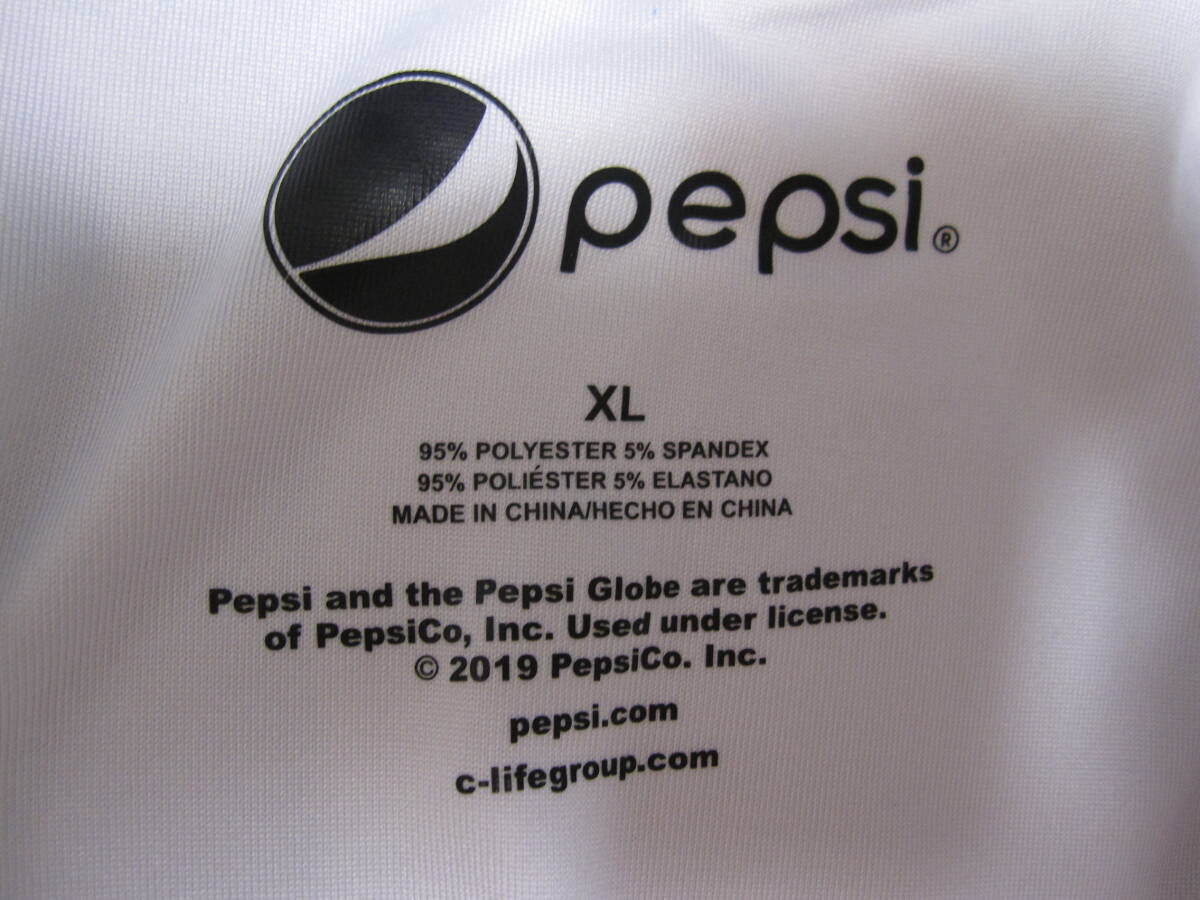 pepsi®
XL
95% POLYESTER 5% SPANDEX
95% POLIÉSTER 5% ELASTANO
MADE IN CHINA/HECHO EN CHINA
Pepsi and the Pepsi Globe are trademarks
of PepsiCo, Inc. Used under license.
© 2019 PepsiCo. Inc.
pepsi.com
c-lifegroup.com